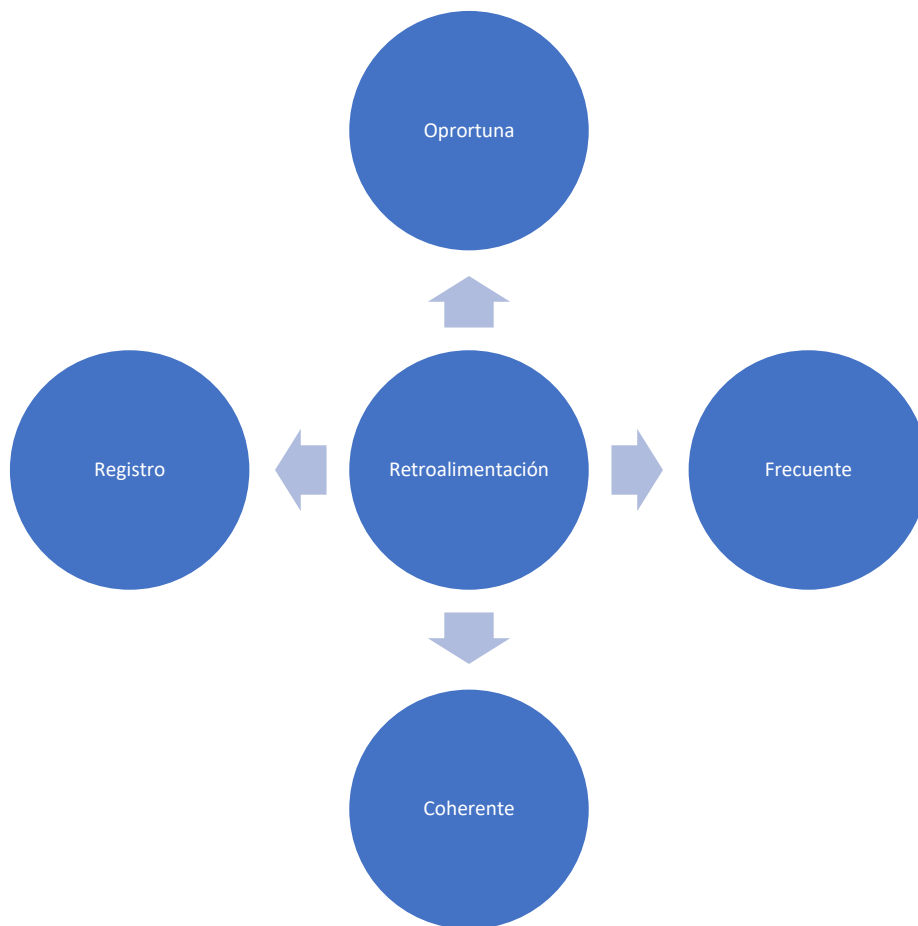 Oprortuna
Registro
Retroalimentación
Frecuente
Coherente